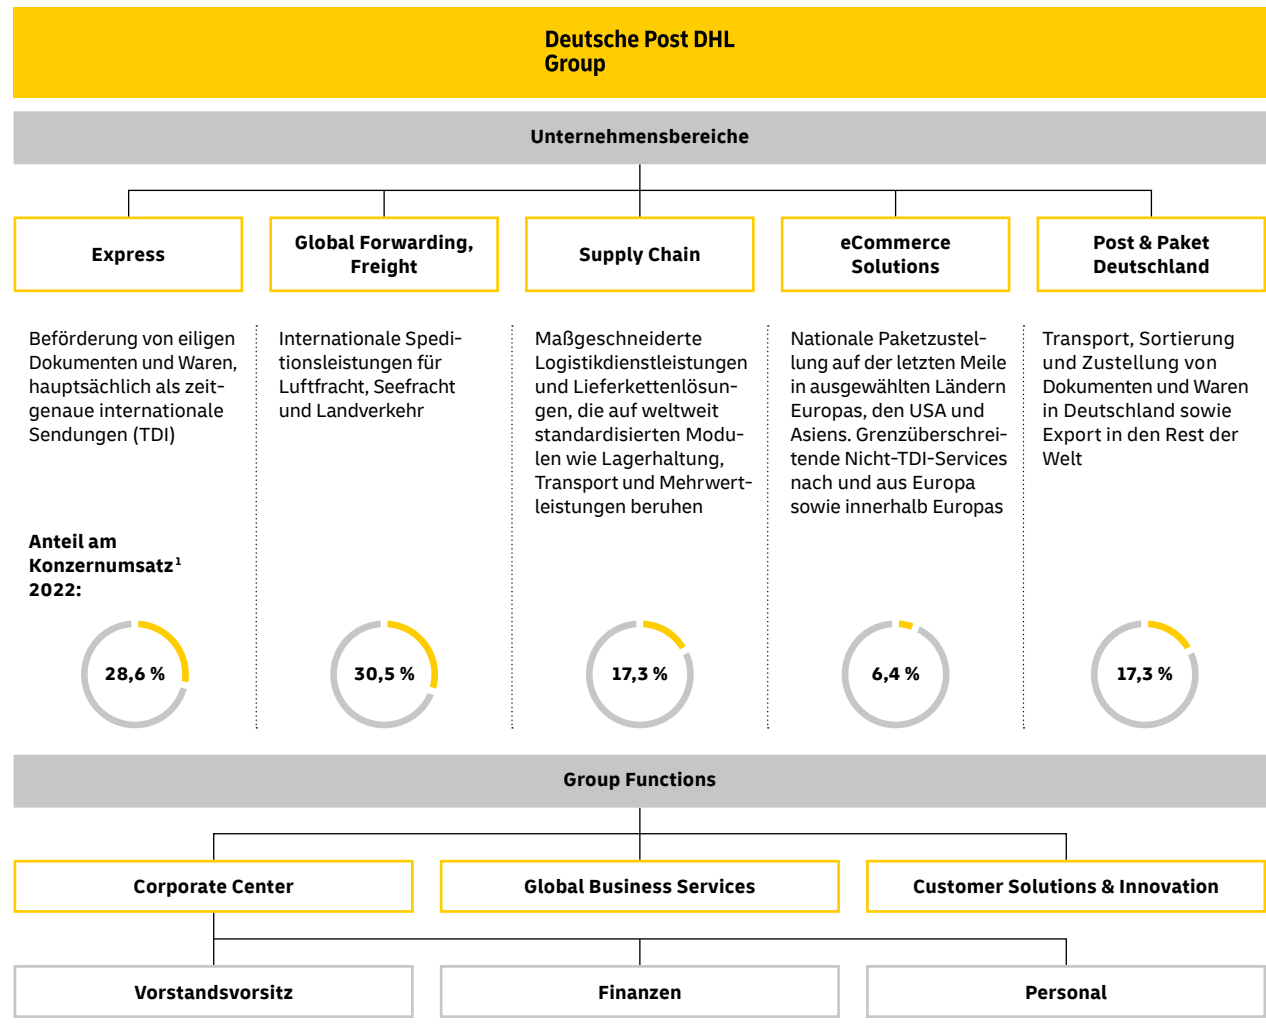 Deutsche Post DHL
Group
Unternehmensbereiche
Express
Global Forwarding,
Freight
Supply Chain
eCommerce
Solutions
Post & Paket
Deutschland
Beförderung von eiligen
Dokumenten und Waren,
hauptsächlich als zeit-
genaue internationale
Sendungen (TDI)
Internationale Spedi-
tionsleistungen für
Luftfracht, Seefracht
und Landverkehr
Maßgeschneiderte
Logistikdienstleistungen
und Lieferkettenlösun-
gen, die auf weltweit
standardisierten Modu-
len wie Lagerhaltung,
Transport und Mehrwert-
leistungen beruhen
Nationale Paketzustel-
lung auf der letzten Meile
in ausgewählten Ländern
Europas, den USA und
Asiens. Grenzüberschrei-
tende Nicht-TDI-Services
nach und aus Europa
sowie innerhalb Europas
Transport, Sortierung
und Zustellung von
Dokumenten und Waren
in Deutschland sowie
Export in den Rest der
Welt
Anteil am
Konzernumsatz¹
2022:
28,6 %
30,5 %
17,3 %
6,4 %
17,3 %
Group Functions
Corporate Center
Global Business Services
Customer Solutions & Innovation
Vorstandsvorsitz
Finanzen
Personal